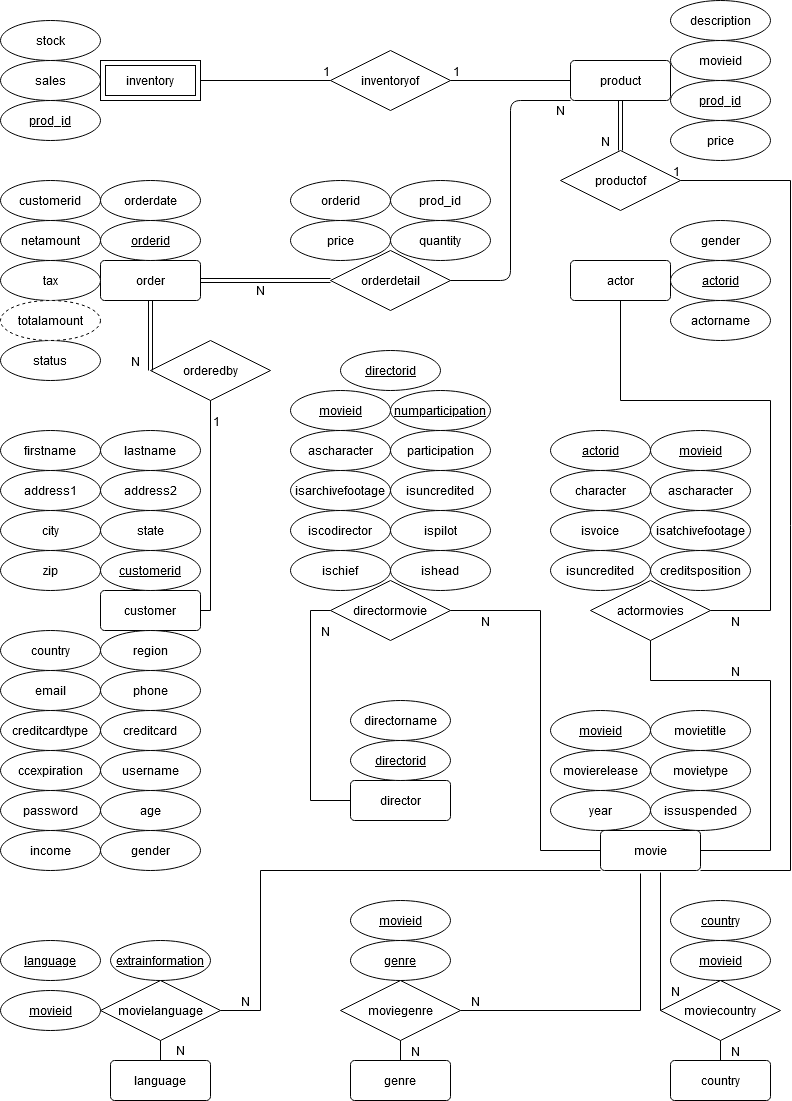 description
stock
movieid
1
1
sales
inventory
inventoryof
product
prod_id
N
prod_id
N
price
1
productof
customerid
orderdate
orderid
prod_id
netamount
orderid
price
quantity
gender
tax
order
orderdetail
actor
actorid
N
totalamount
actorname
N
status
orderedby
directorid
1
movieid
numparticipation
firstname
lastname
ascharacter
participation
actorid
movieid
address1
address2
isarchivefootage
isuncredited
character
ascharacter
city
state
iscodirector
ispilot
isvoice
isatchivefootage
zip
customerid
ischief
ishead
isuncredited
creditsposition
customer
directormovie
actormovies
N
N
N
country
region
N
email
phone
directorname
creditcardtype
creditcard
movieid
movietitle
directorid
ccexpiration
username
movierelease
movietype
director
password
age
year
issuspended
income
gender
movie
movieid
country
language
extrainformation
genre
movieid
N
N
N
movieid
movielanguage
moviegenre
moviecountry
N
N
N
language
genre
country